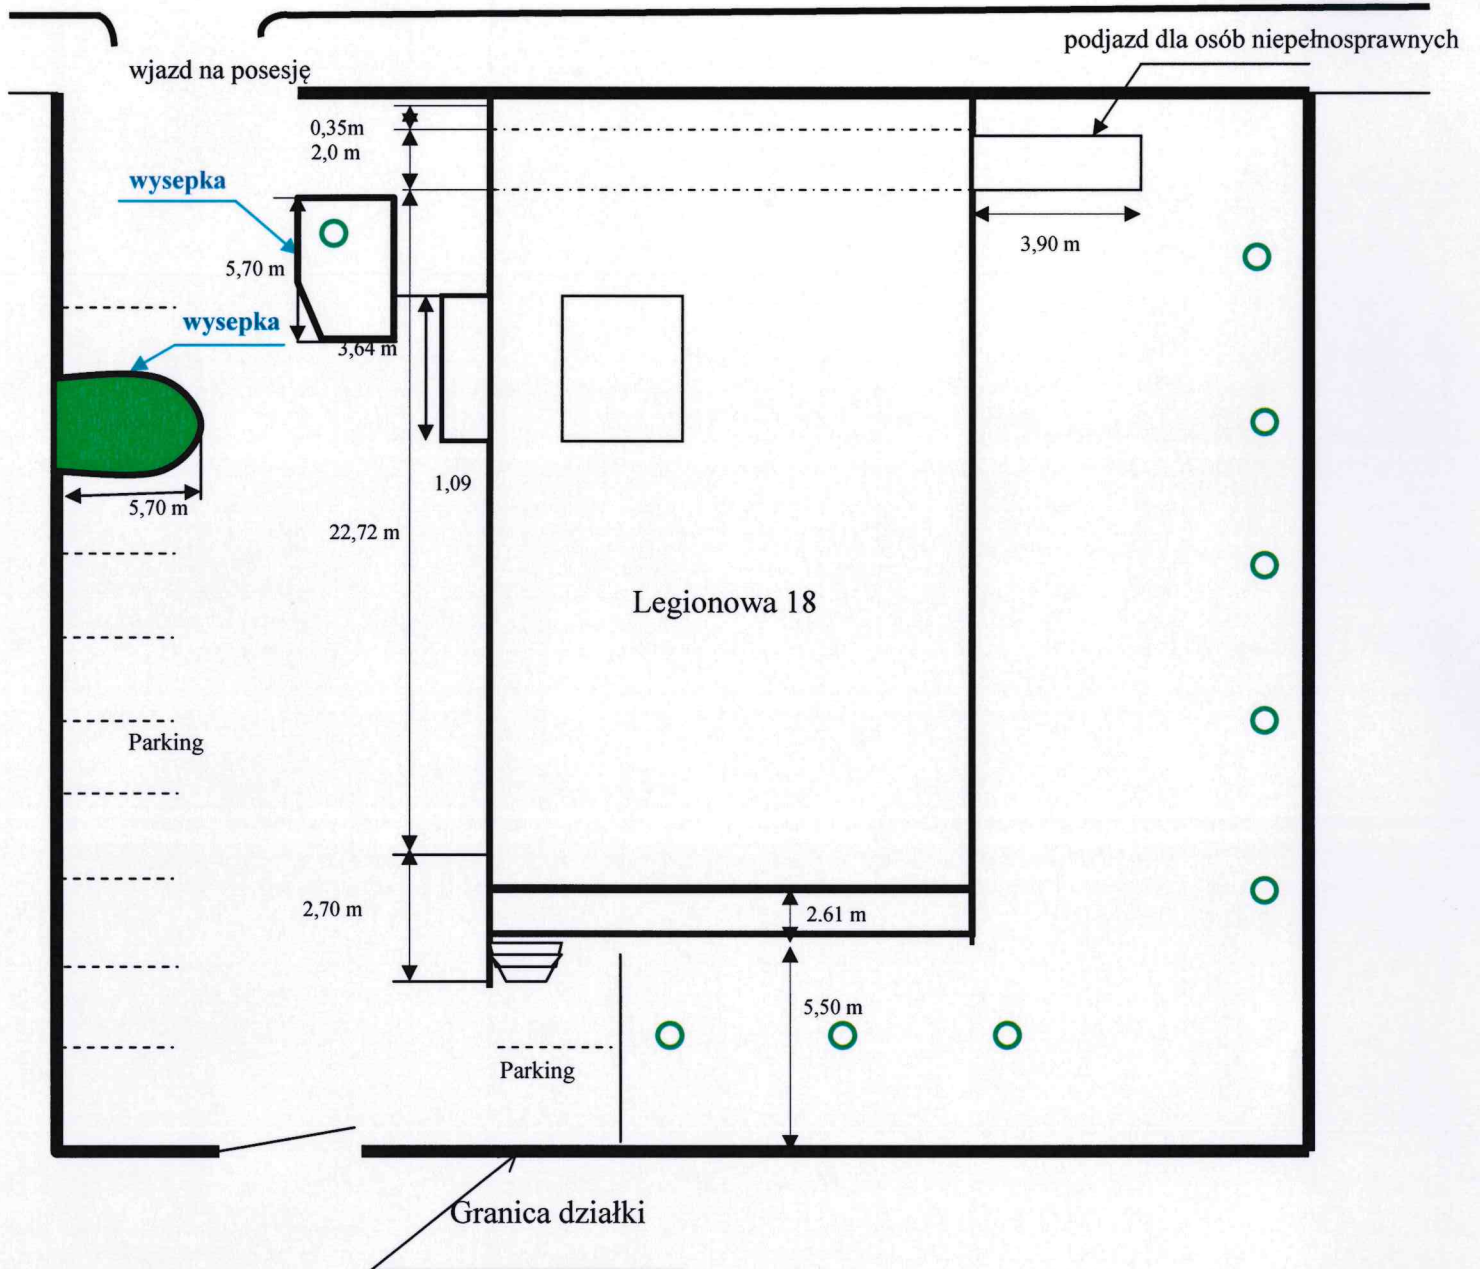 podjazd dla osób niepełnosprawnych
wjazd na posesję
0,35m
2,0 m
wysepka
3,90 m
5,70 m
wysepka
3,64 m
1,09
5,70 m
22,72 m
Legionowa 18
Parking
2,70 m
2.61 m
5,50 m
Parking
Granica działki